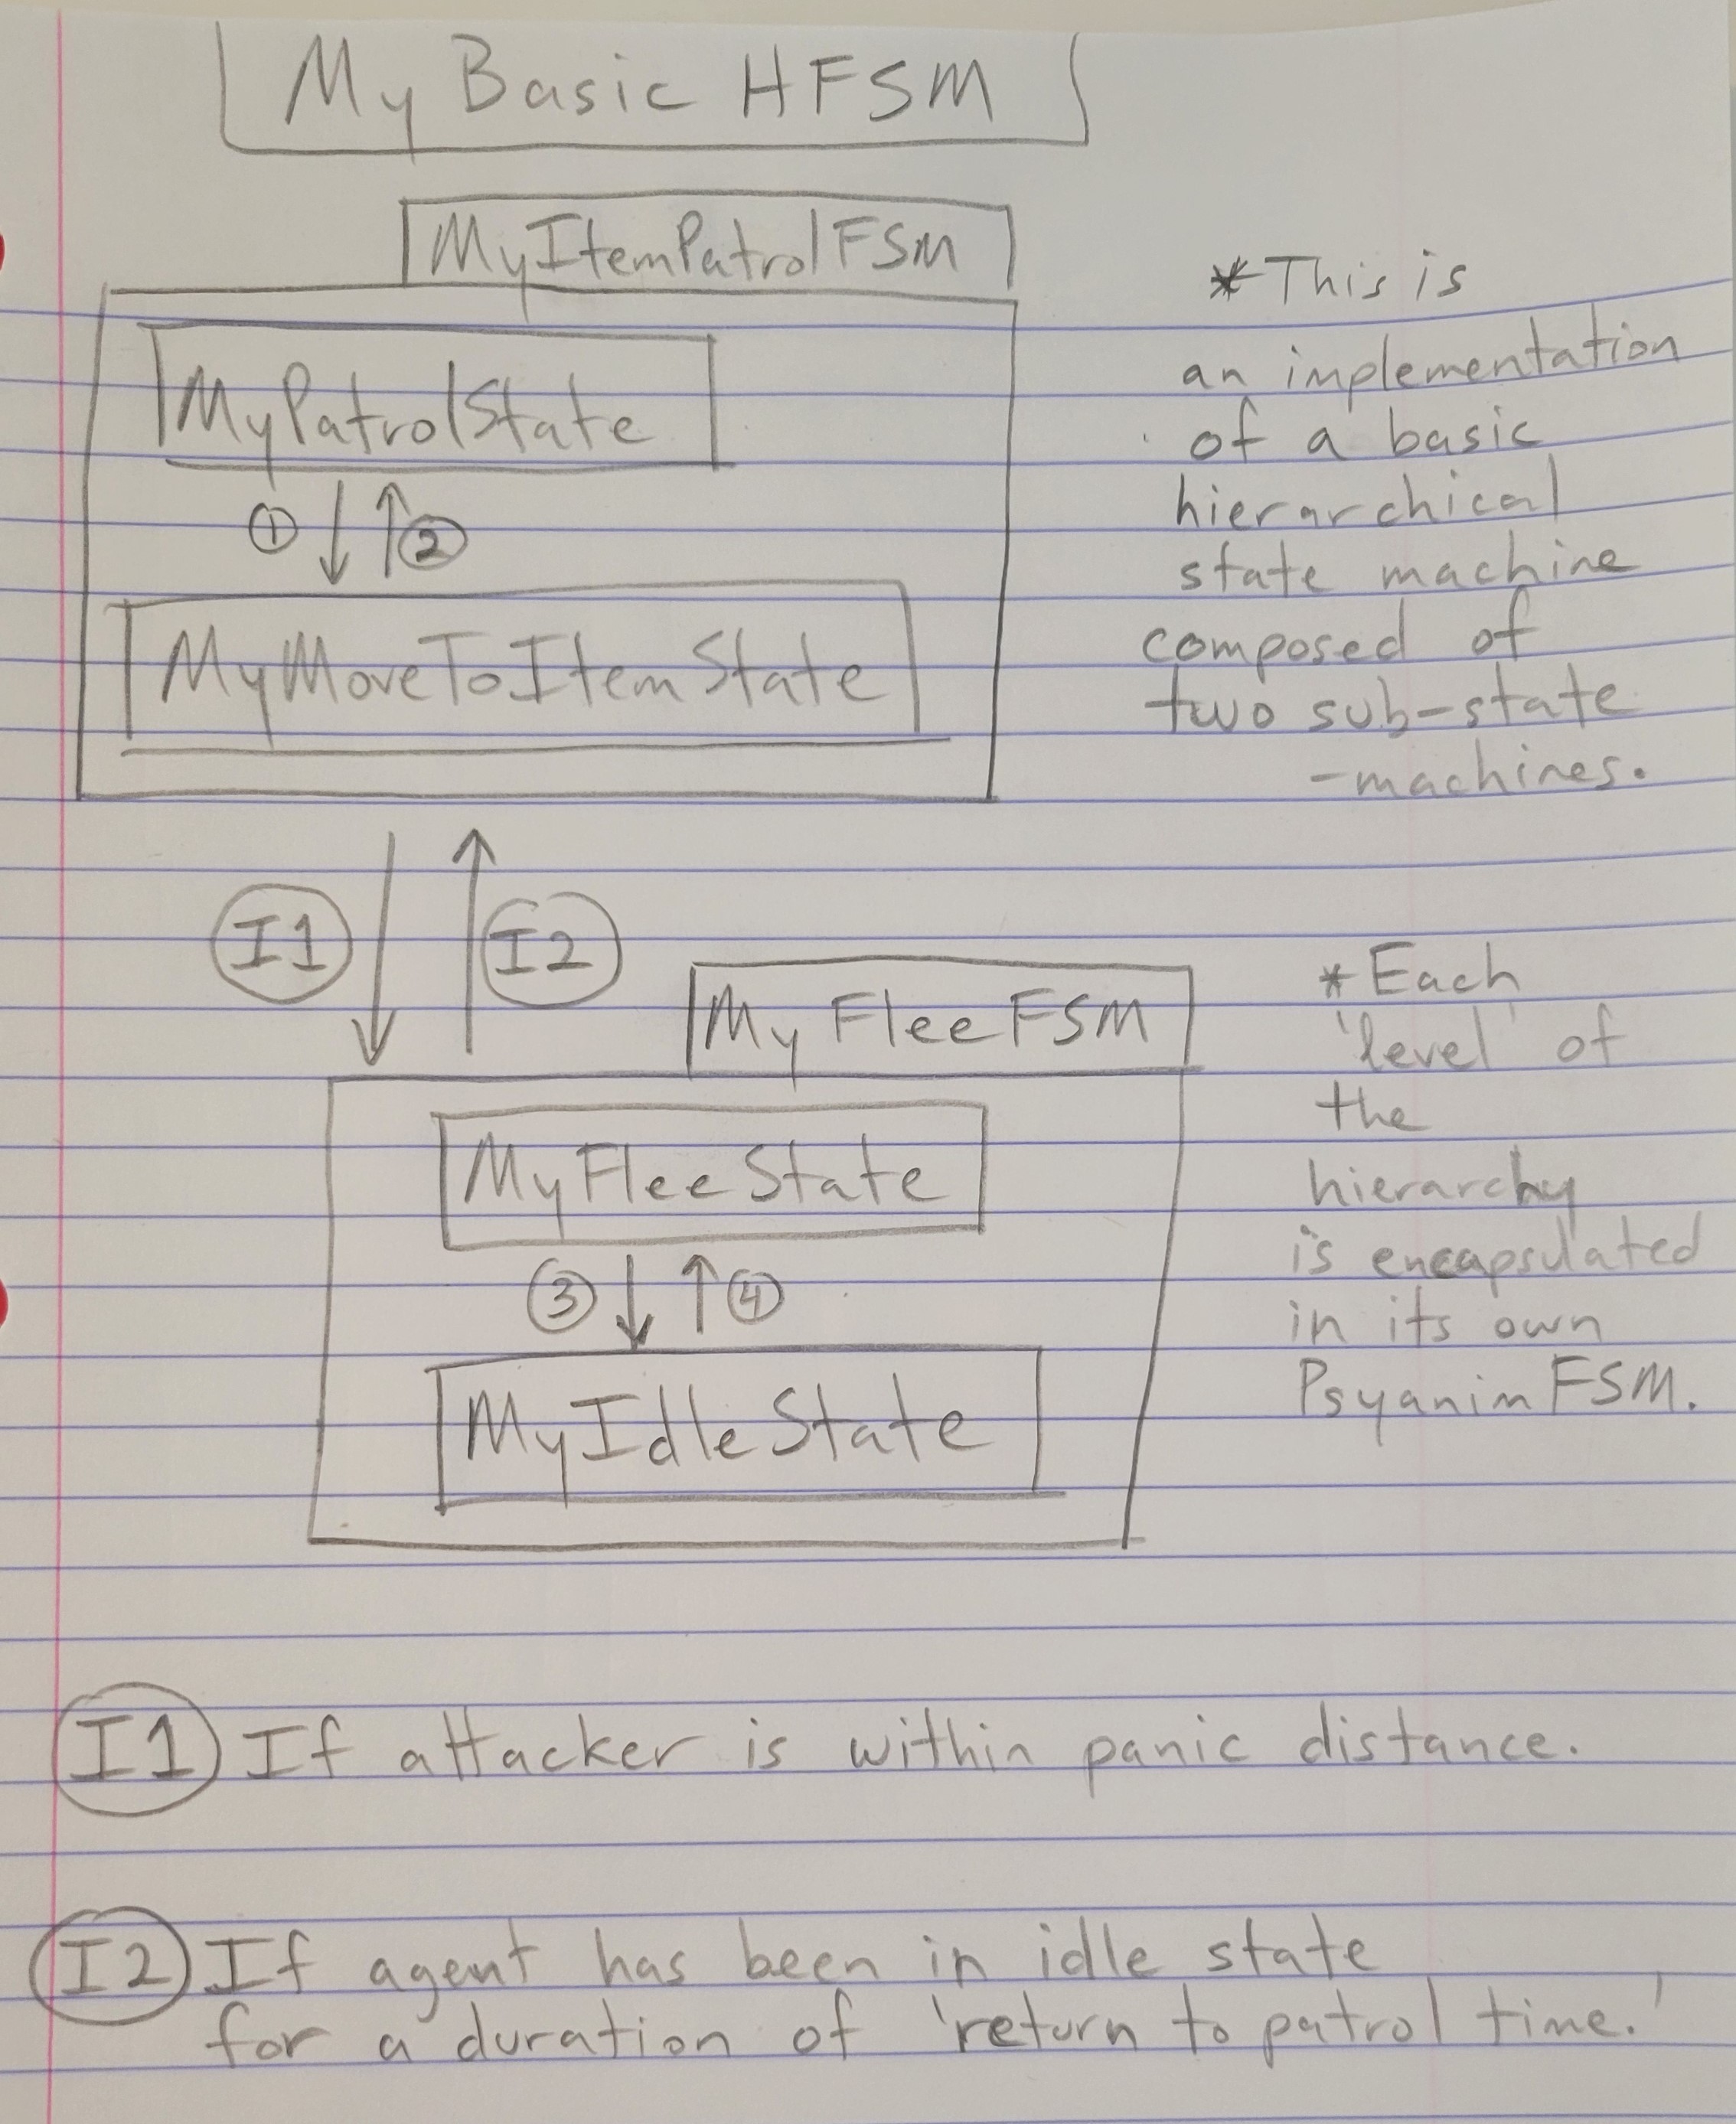 My Basic HFSM
MyItemPatrolFSM
MyPatrolState
① ②
MyMoveToItemState
* This is
an implementation
of a basic
hierarchical
state machine
composed of
two sub-state
-machines.
I1 I2
MyFleeFSM
MyFleeState
③ ④
MyIdleState
* Each
'level' of
the
hierarchy
is encapsulated
in its own
PsyanimFSM.
I1 If attacker is within panic distance.
I2 If agent has been in idle state
for a duration of 'return to patrol time.'